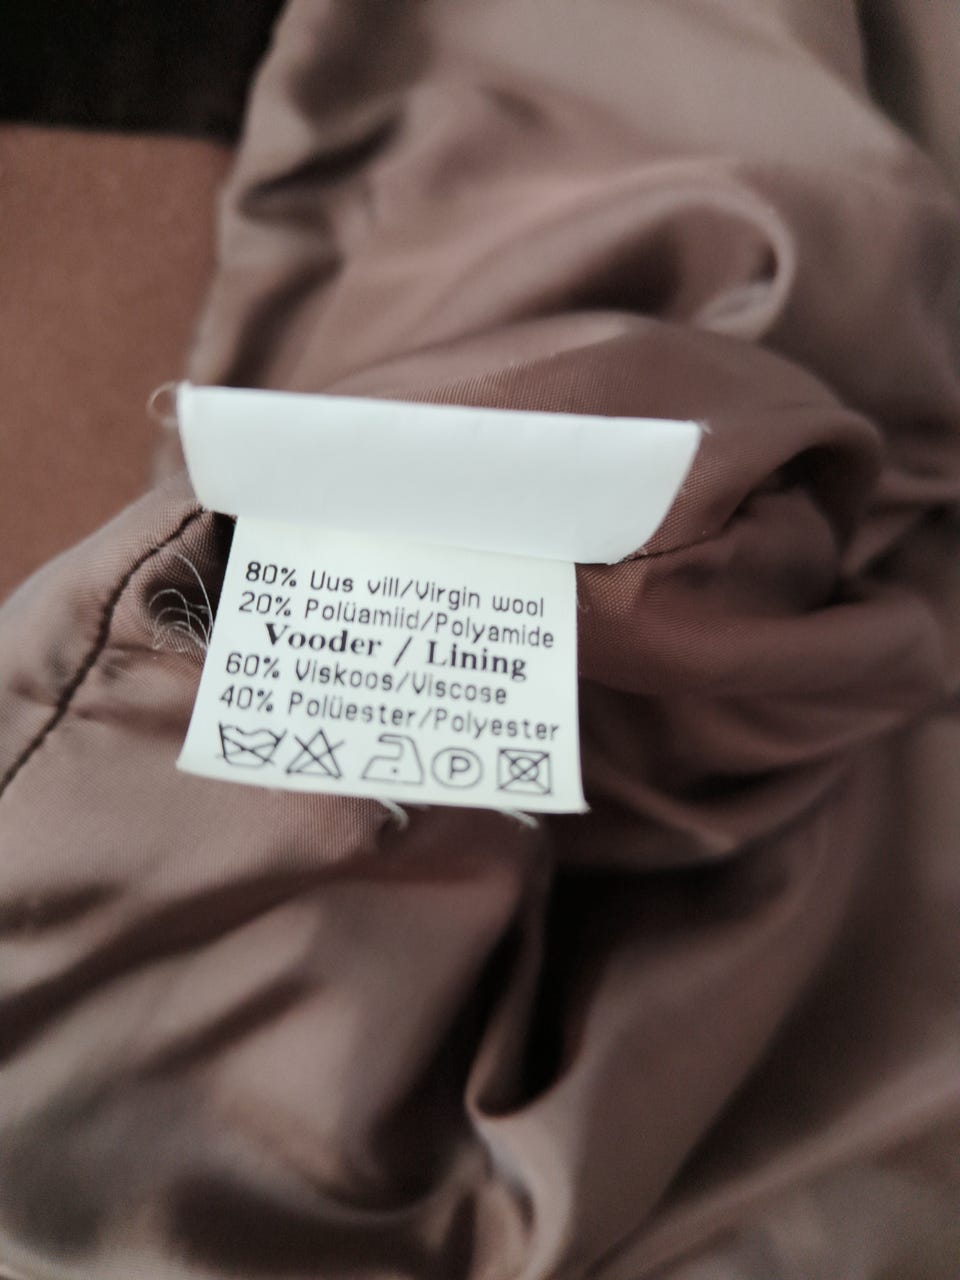 80% Uus vill/Virgin wool
20% Polüamiid/Polyamide
Vooder / Lining
60% Viskoos/Viscose
40% Polüester/Polyester
P